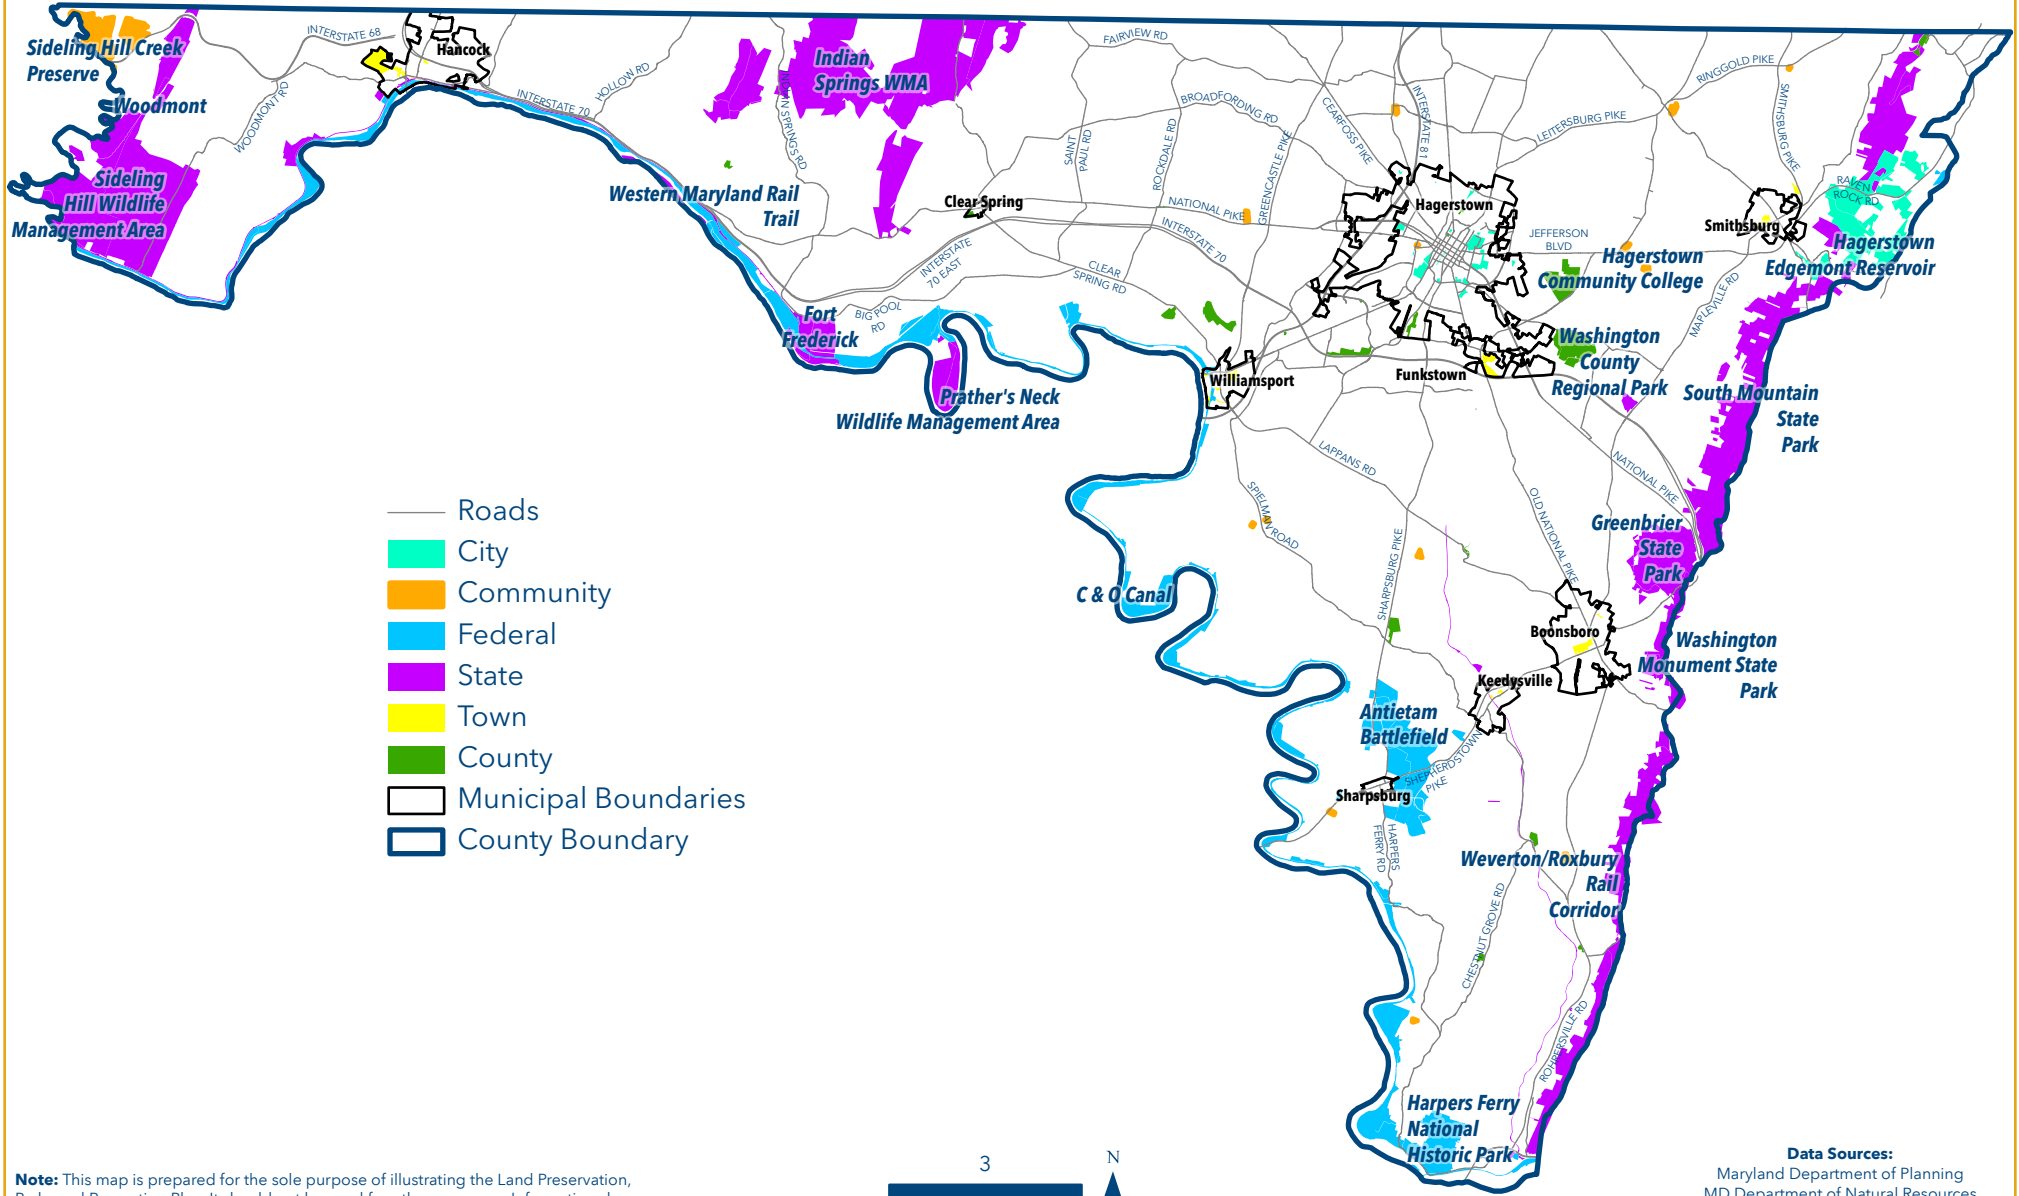 INTERSTATE 68
Hancock
Sideling Hill Creek
Preserve
Woodmont
WOODMONT RD
Sideling
Hill Wildlife
Management Area
INTERSTATE 70
HOLLOW RD
Indian
Springs WMA
INDIAN SPRINGS RD
Western Maryland Rail
Trail
FAIRVIEW RD
BROADFORDING RD
SAINT
PAUL RD
ROCKDALE RD
GREENCASTLE PIKE
CEARFOSS PIKE
INTERSTATE 81
LEITERSBURG PIKE
RINGGOLD PIKE
SMITHSBURG PIKE
RAVEN
ROCK RD
Clear Spring
NATIONAL PIKE
INTERSTATE 70
INTERSTATE
70 EAST
CLEAR
SPRING RD
Hagerstown
JEFFERSON
BLVD
Smithsburg
Hagerstown
Community College
Hagerstown
Edgemont Reservoir
MAPLEVILLE RD
Fort
Frederick
BIG POOL
RD
Washington
County
Regional Park
Williamsport
Funkstown
Prather's Neck
Wildlife Management Area
South Mountain
State
Park
LAPPANS RD
NATIONAL PIKE
SPIELMAN ROAD
OLD NATIONAL PIKE
SHARPSBURG PIKE
Greenbrier
State
Park
C & O Canal
Boonsboro
Washington
Monument State
Park
Keedysville
Antietam
Battlefield
SHEPHERDSTOWN
PIKE
Sharpsburg
HARPERS
FERRY RD
Weverton/Roxbury
Rail
Corridor
CHESTNUT GROVE RD
ROHRERSVILLE RD
Harpers Ferry
National
Historic Park
Roads
City
Community
Federal
State
Town
County
Municipal Boundaries
County Boundary
Note: This map is prepared for the sole purpose of illustrating the Land Preservation,
3
N
Data Sources:
Maryland Department of Planning
MD Department of Natural Resources